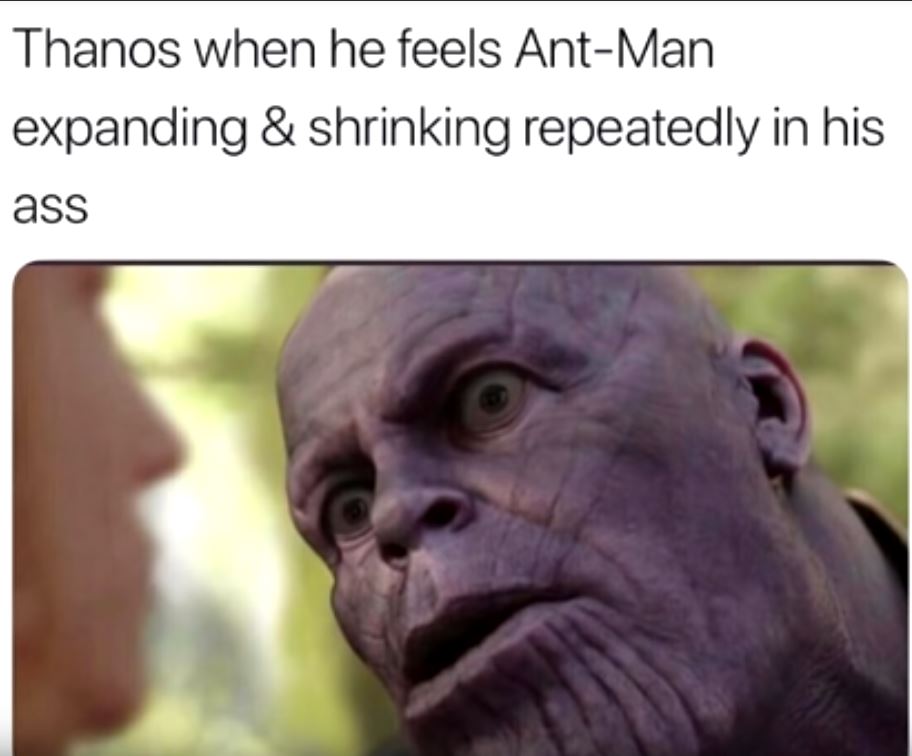 Thanos when he feels Ant-Man
expanding & shrinking repeatedly in his
ass